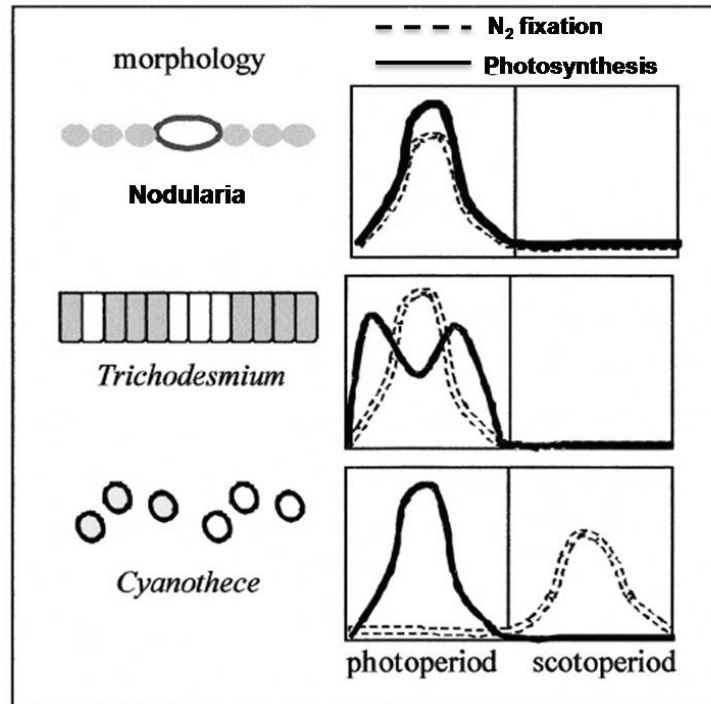 N₂ fixation
Photosynthesis
morphology
Nodularia
Trichodesmium
Cyanothece
photoperiod scotoperiod